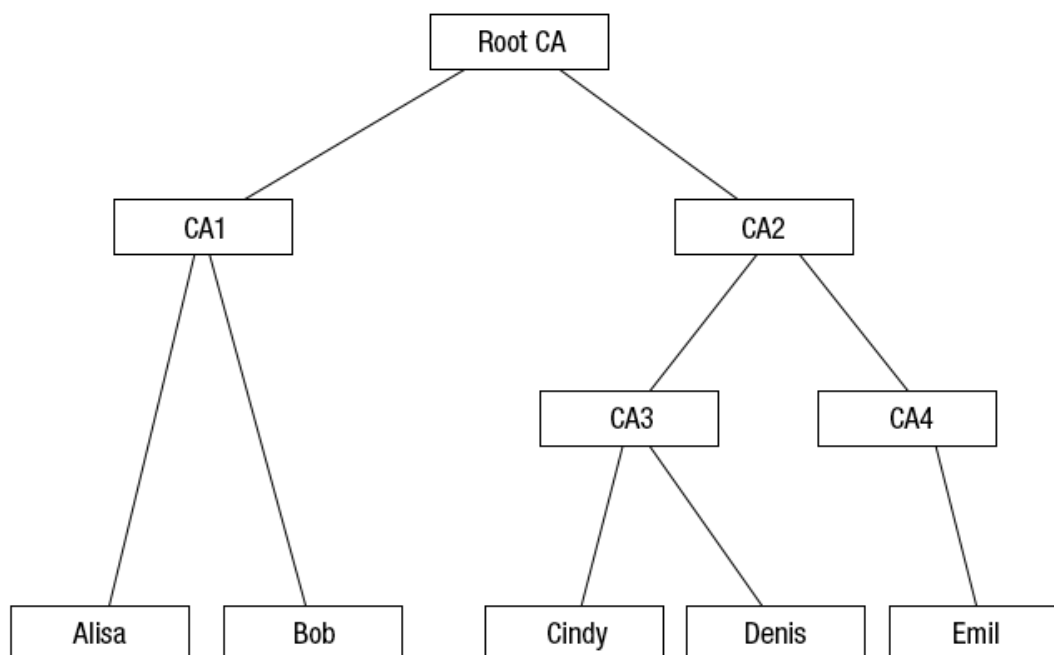 Root CA
CA1
CA2
CA3
CA4
Alisa
Bob
Cindy
Denis
Emil